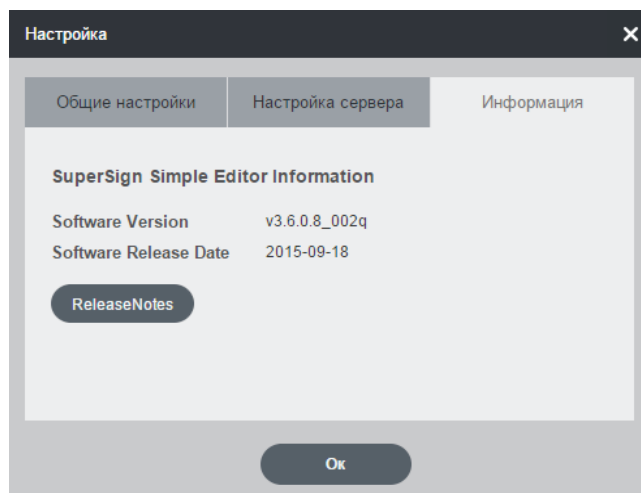 Настройка
Общие настройки Настройка сервера Информация
SuperSign Simple Editor Information
Software Version v3.6.0.8_002q
Software Release Date 2015-09-18
ReleaseNotes
Ок